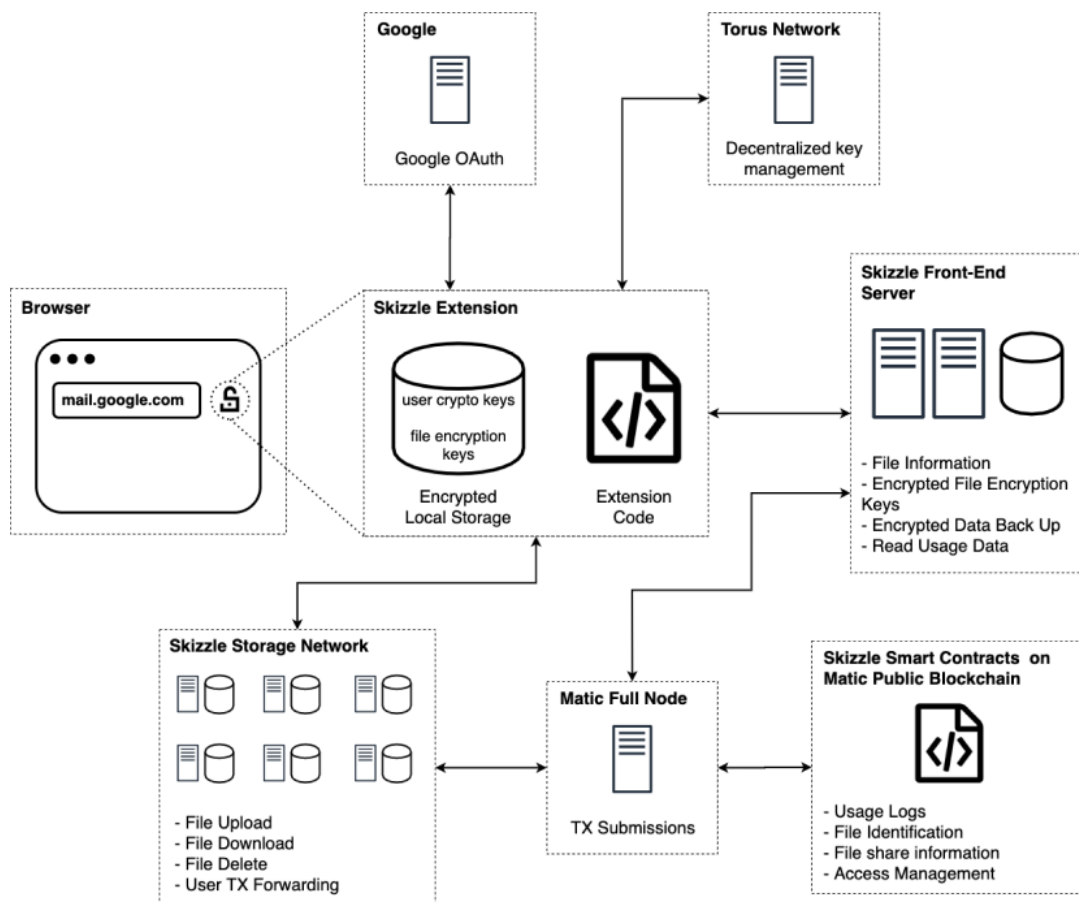 Google
Google OAuth
Torus Network
Decentralized key
management
Browser
mail.google.com
Skizzle Extension
user crypto keys
file encryption
keys
Encrypted
Local Storage
Extension
Code
Skizzle Front-End
Server
- File Information
- Encrypted File Encryption
Keys
- Encrypted Data Back Up
- Read Usage Data
Skizzle Storage Network
- File Upload
- File Download
- File Delete
- User TX Forwarding
Matic Full Node
TX Submissions
Skizzle Smart Contracts on
Matic Public Blockchain
- Usage Logs
- File Identification
- File share information
- Access Management